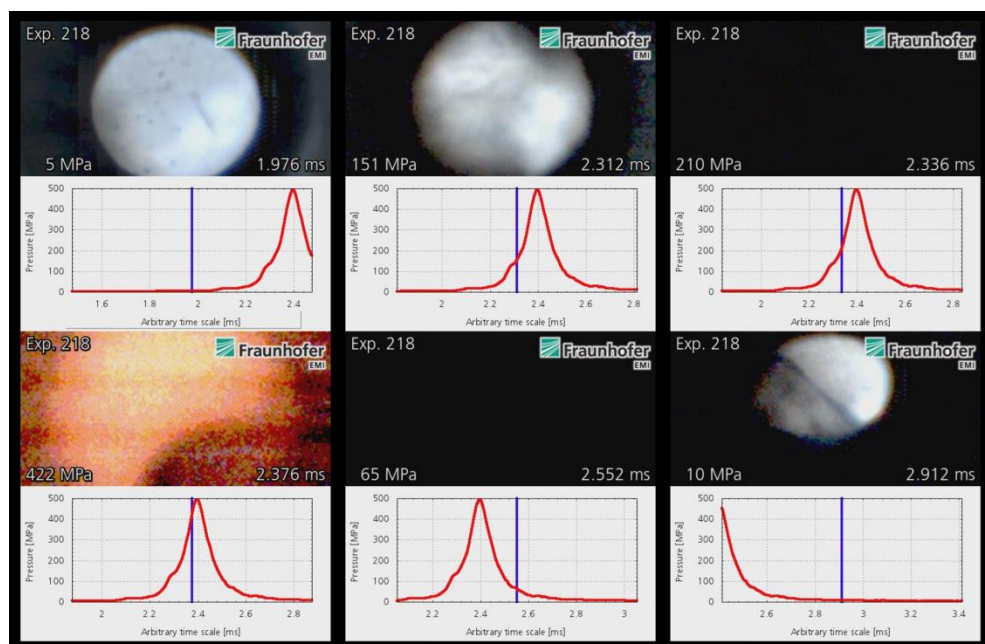 Exp. 218
Fraunhofer
EMI
5 MPa
1.976 ms
500
400
300
200
100
0
Pressure [MPa]
1.6
1.8
2
2.2
2.4
Arbitrary time scale [ms]
Exp. 218
Fraunhofer
EMI
151 MPa
2.312 ms
500
400
300
200
100
0
Pressure [MPa]
2
2.2
2.4
2.6
2.8
Arbitrary time scale [ms]
Exp. 218
Fraunhofer
EMI
210 MPa
2.336 ms
500
400
300
200
100
0
Pressure [MPa]
2
2.2
2.4
2.6
2.8
Arbitrary time scale [ms]
Exp. 218
Fraunhofer
EMI
422 MPa
2.376 ms
500
400
300
200
100
0
Pressure [MPa]
2
2.2
2.4
2.6
2.8
Arbitrary time scale [ms]
Exp. 218
Fraunhofer
EMI
65 MPa
2.552 ms
500
400
300
200
100
0
Pressure [MPa]
2.2
2.4
2.6
2.8
3
Arbitrary time scale [ms]
Exp. 218
Fraunhofer
EMI
10 MPa
2.912 ms
500
400
300
200
100
0
Pressure [MPa]
2.6
2.8
3
3.2
3.4
Arbitrary time scale [ms]